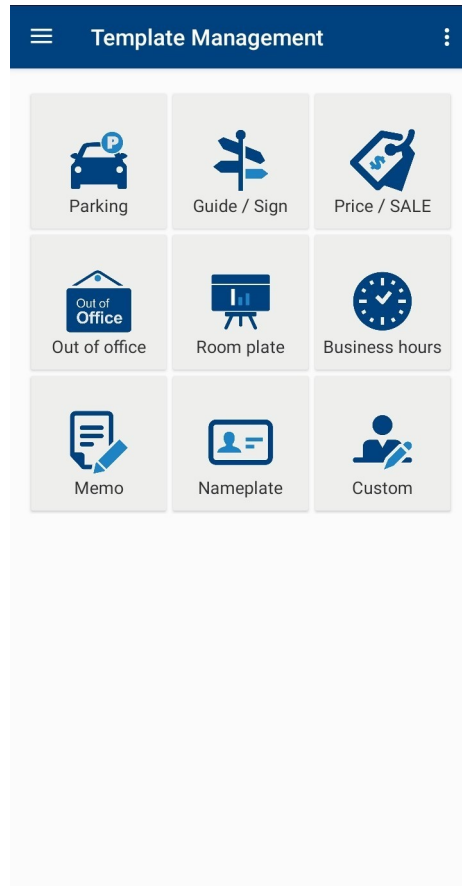 Template Management
P
Parking
Guide / Sign
$
Price / SALE
Out of
Office
Out of office
Room plate
Business hours
Memo
Nameplate
Custom